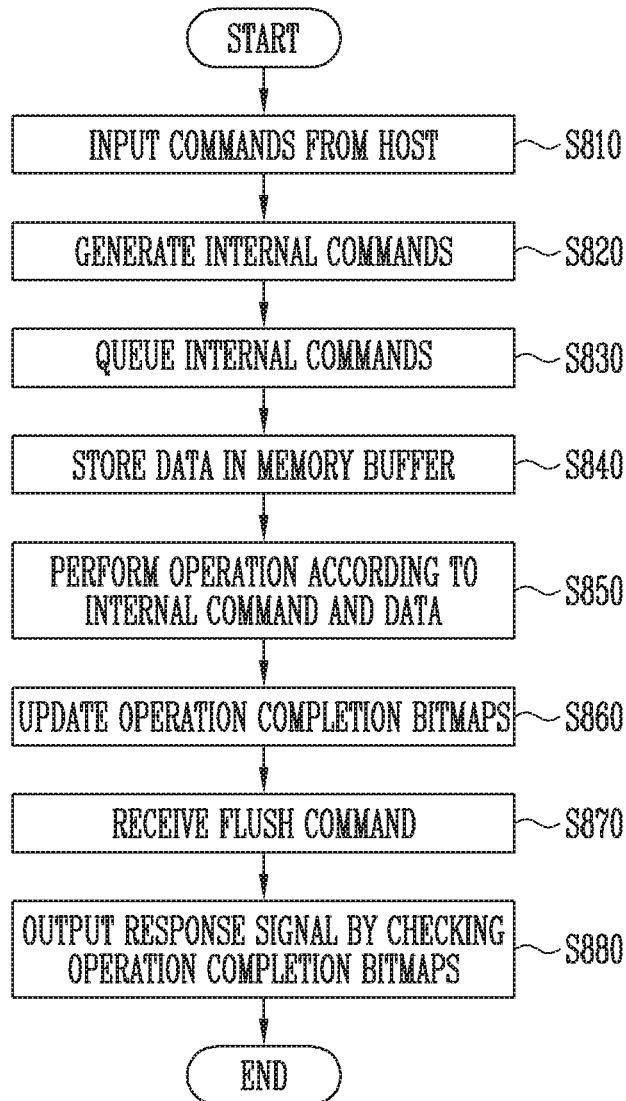 START
INPUT COMMANDS FROM HOST
S810
GENERATE INTERNAL COMMANDS
S820
QUEUE INTERNAL COMMANDS
S830
STORE DATA IN MEMORY BUFFER
S840
PERFORM OPERATION ACCORDING TO
INTERNAL COMMAND AND DATA
S850
UPDATE OPERATION COMPLETION BITMAPS
S860
RECEIVE FLUSH COMMAND
S870
OUTPUT RESPONSE SIGNAL BY CHECKING
OPERATION COMPLETION BITMAPS
S880
END